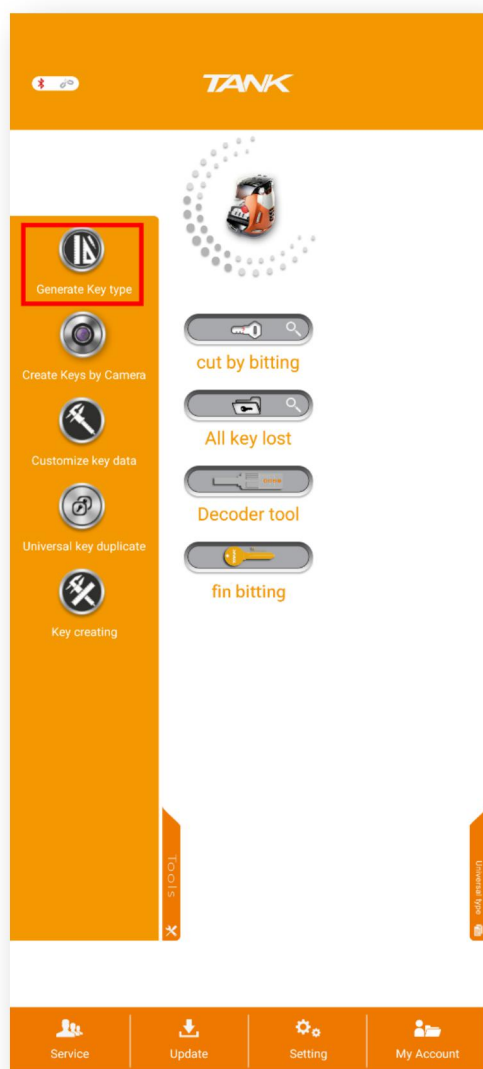 TANK
Generate Key type
Create Keys by Camera
Customize key data
Universal key duplicate
Key creating
cut by bitting
All key lost
Decoder tool
fin bitting
Tools
Universal type
Service
Update
Setting
My Account